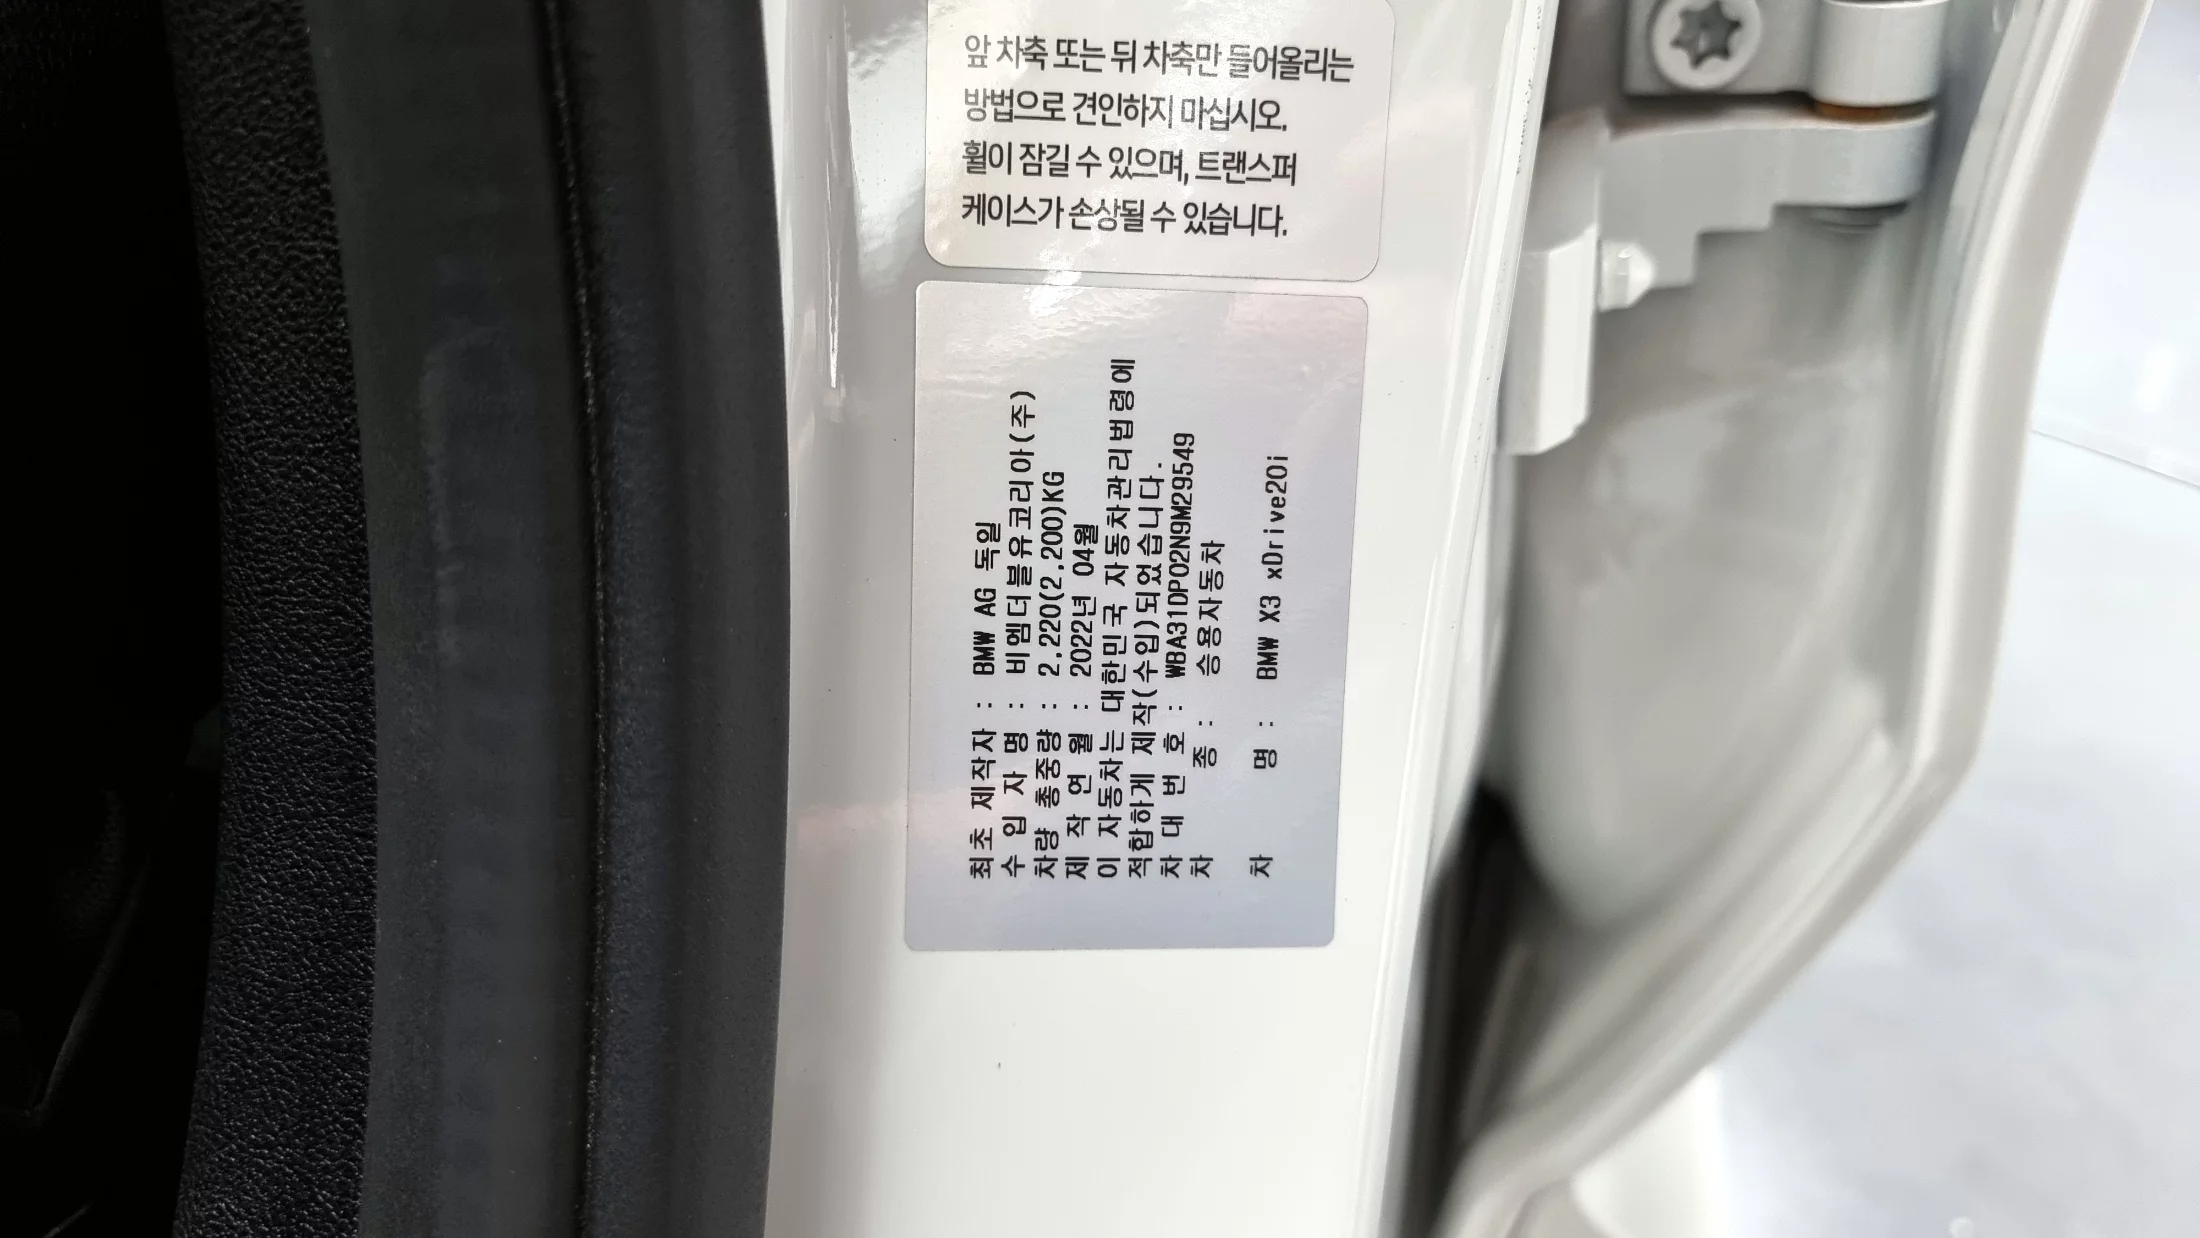 앞 차축 또는 뒤 차축만 들어올리는
방법으로 견인하지 마십시오.
휠이 잠길 수 있으며, 트랜스퍼
케이스가 손상될 수 있습니다.
최초 제작자 : BMW AG 독일
수 입 자 명 : 비엠더블유코리아(주)
차량 총중량 : 2,220(2,200)KG
제 작 연 월 : 2022년 04월
이 자동차는 대한민국 자동차관리법령에
적합하게 제작(수입)되었습니다.
차 대 번 호 : WBA31DP02N9M29549
차 종 : 승용자동차
차 명 : BMW X3 xDrive20i